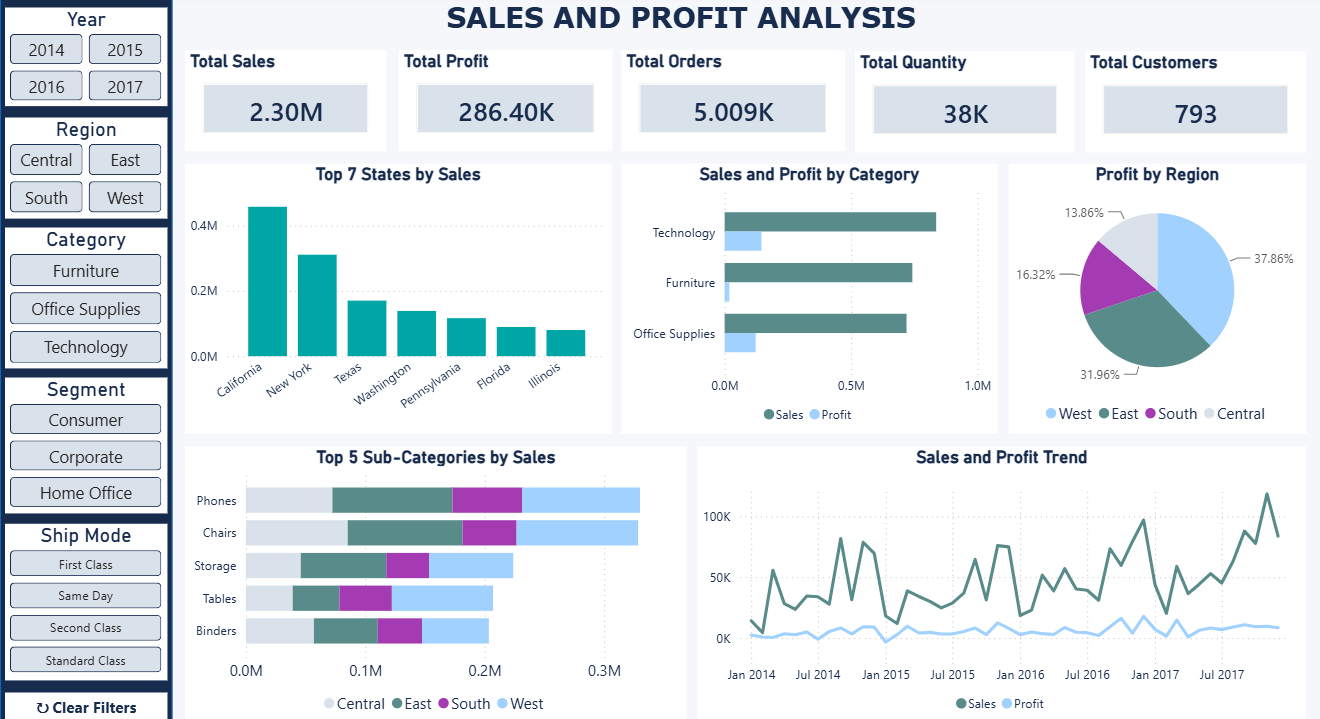 SALES AND PROFIT ANALYSIS
Year
2014 2015
2016 2017
Region
Central East
South West
Category
Furniture
Office Supplies
Technology
Segment
Consumer
Corporate
Home Office
Ship Mode
First Class
Same Day
Second Class
Standard Class
↻ Clear Filters
Total Sales
2.30M
Total Profit
286.40K
Total Orders
5.009K
Total Quantity
38K
Total Customers
793
Top 7 States by Sales
0.4M
0.2M
0.0M
California New York Texas Washington Pennsylvania Florida Illinois
Sales and Profit by Category
Technology
Furniture
Office Supplies
0.0M 0.5M 1.0M
Sales Profit
Profit by Region
13.86%
37.86%
16.32%
31.96%
West East South Central
Top 5 Sub-Categories by Sales
Phones
Chairs
Storage
Tables
Binders
0.0M 0.1M 0.2M 0.3M
Central East South West
Sales and Profit Trend
100K
50K
0K
Jan 2014 Jul 2014 Jan 2015 Jul 2015 Jan 2016 Jul 2016 Jan 2017 Jul 2017
Sales Profit